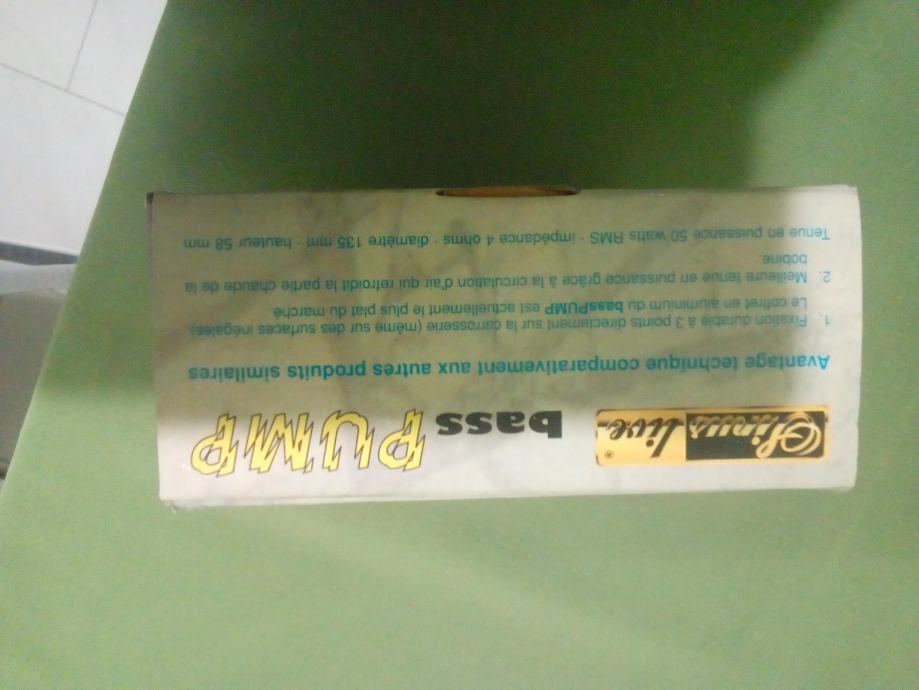 Sinus live®
bass PUMP
Avantage technique comparativement aux autres produits similaires
1. Fixation durable à 3 points directement sur la carrosserie (même sur des surfaces inégales)
Le coffret en aluminium du bassPUMP est actuellement le plus plat du marché.
2. Meilleure tenue en puissance grâce à la circulation d'air qui refroidit la partie chaude de la
bobine.
Tenue en puissance 50 watts RMS · impédance 4 ohms · diamètre 135 mm · hauteur 58 mm